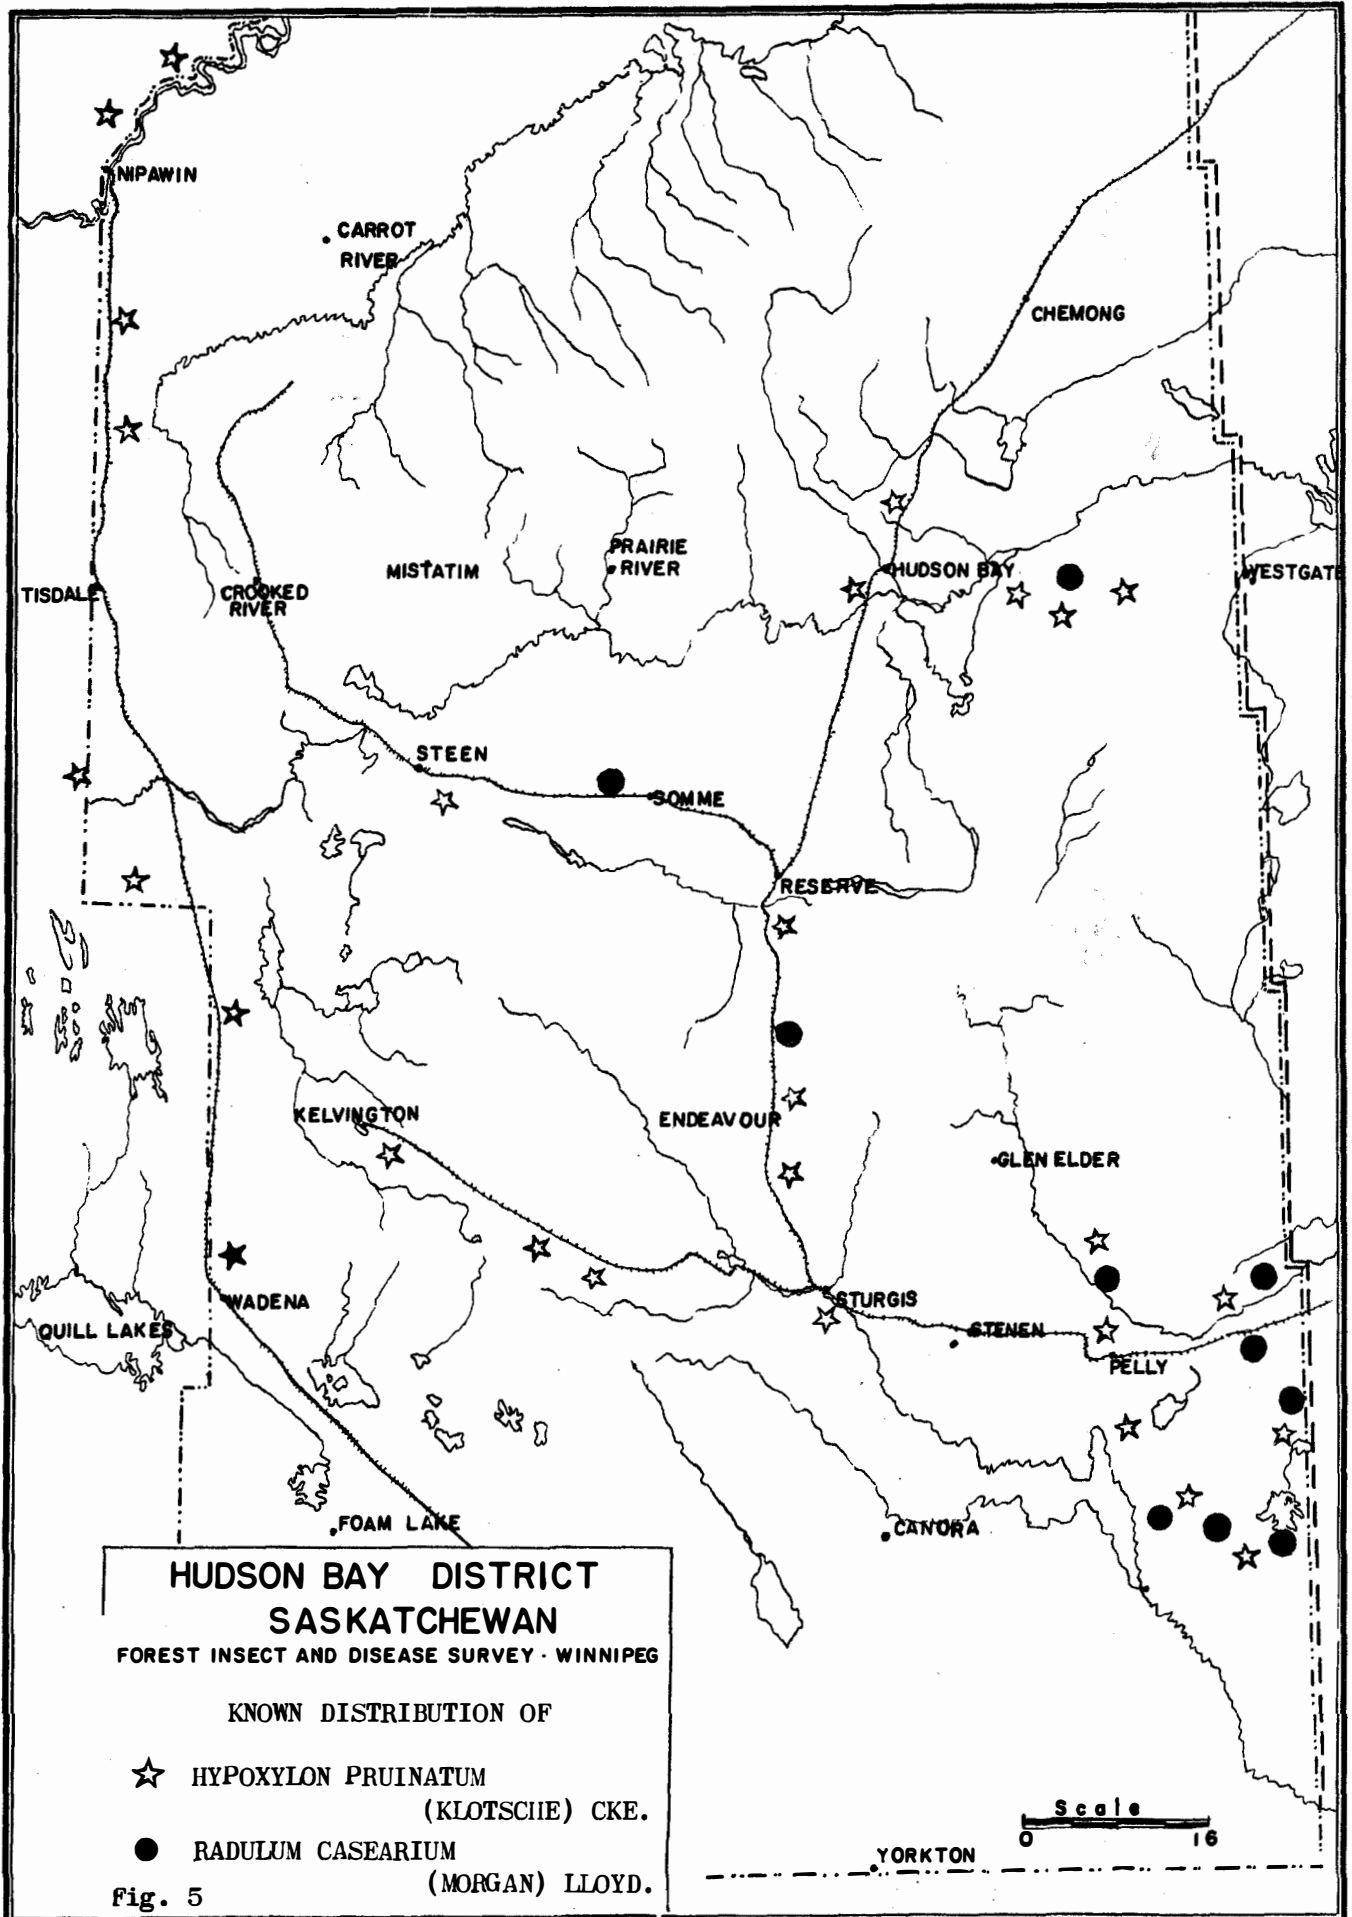 NIPAWIN
CARROT
RIVER
CHEMONG
PRAIRIE
RIVER
MISTATIM
HUDSON BAY
WESTGATE
TISDALE
CROOKED
RIVER
STEEN
SOMME
RESERVE
KELVINGTON
ENDEAVOUR
GLEN ELDER
WADENA
STURGIS
QUILL LAKES
STENEN
PELLY
FOAM LAKE
CANORA
HUDSON BAY DISTRICT
SASKATCHEWAN
FOREST INSECT AND DISEASE SURVEY · WINNIPEG
KNOWN DISTRIBUTION OF
HYPOXYLON PRUINATUM
(KLOTSCHE) CKE.
RADULUM CASEARIUM
(MORGAN) LLOYD.
Fig. 5
Scale
0 16
YORKTON